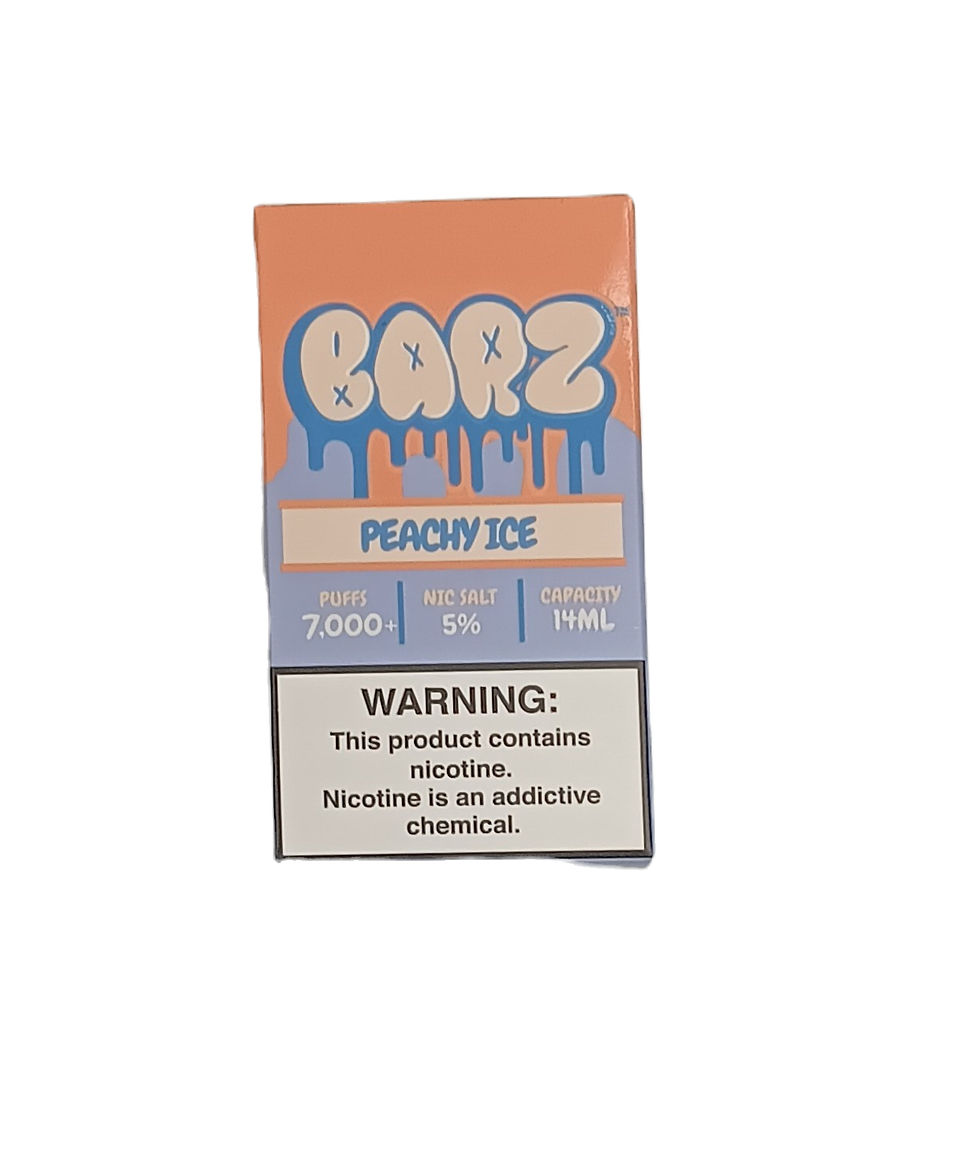 BARZ™
PEACHY ICE
PUFFS NIC SALT CAPACITY
7,000+ 5% 14ML
WARNING:
This product contains
nicotine.
Nicotine is an addictive
chemical.